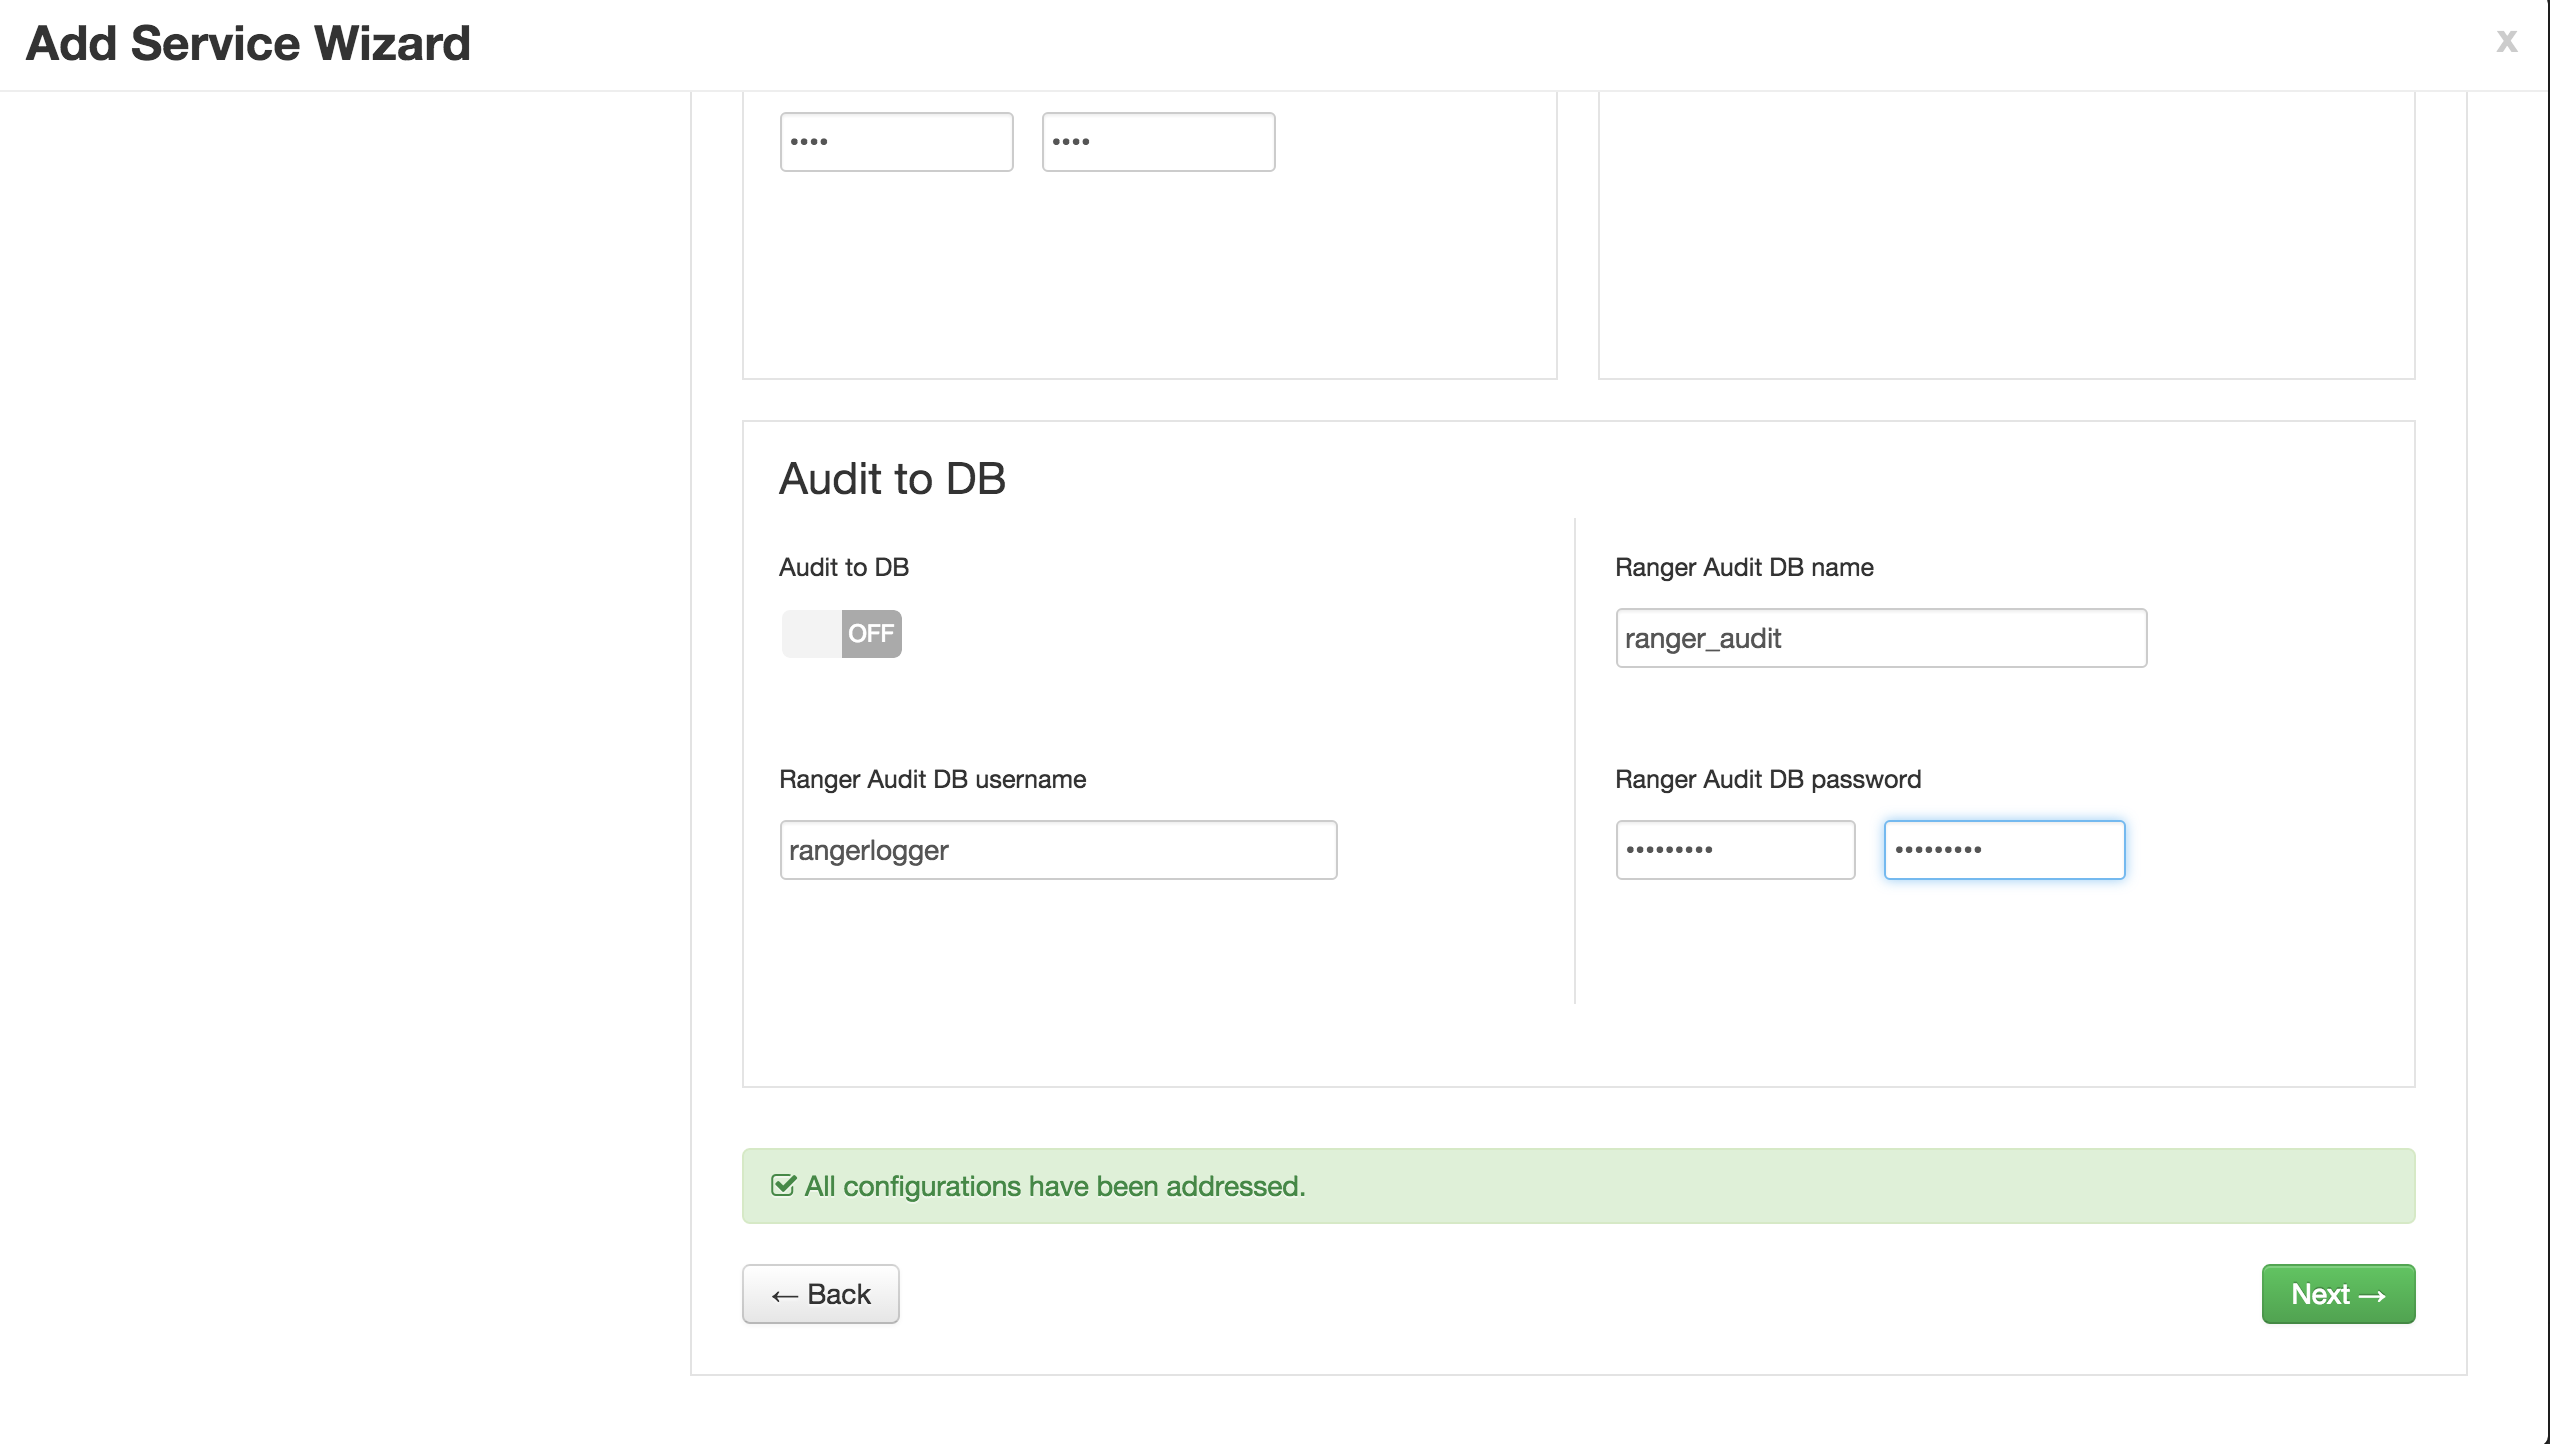 Add Service Wizard
x
•••• ••••
Audit to DB
Audit to DB
OFF
Ranger Audit DB name
ranger_audit
Ranger Audit DB username
rangerlogger
Ranger Audit DB password
••••••••• •••••••••
All configurations have been addressed.
← Back
Next →